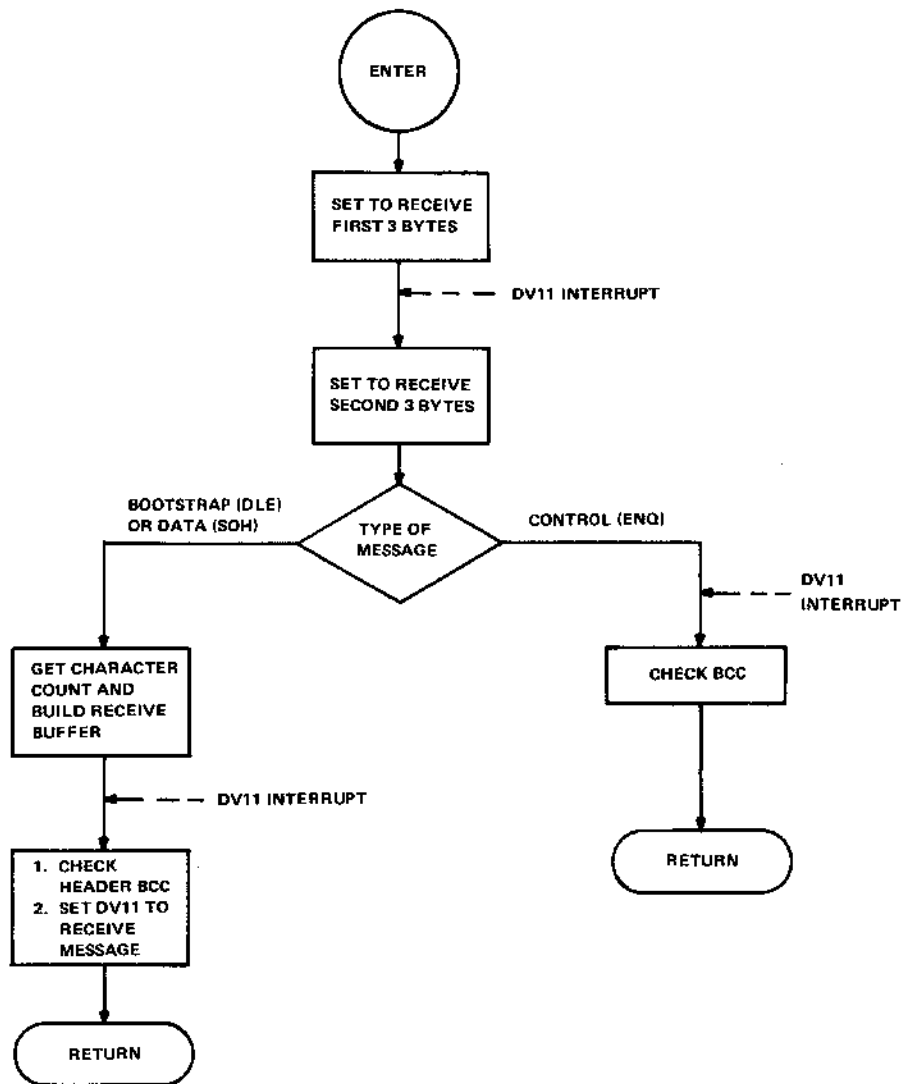 ENTER
SET TO RECEIVE
FIRST 3 BYTES
DV11 INTERRUPT
SET TO RECEIVE
SECOND 3 BYTES
BOOTSTRAP (DLE)
OR DATA (SOH)
TYPE OF
MESSAGE
CONTROL (ENQ)
DV11
INTERRUPT
GET CHARACTER
COUNT AND
BUILD RECEIVE
BUFFER
CHECK BCC
DV11 INTERRUPT
1. CHECK
HEADER BCC
2. SET DV11 TO
RECEIVE
MESSAGE
RETURN
RETURN